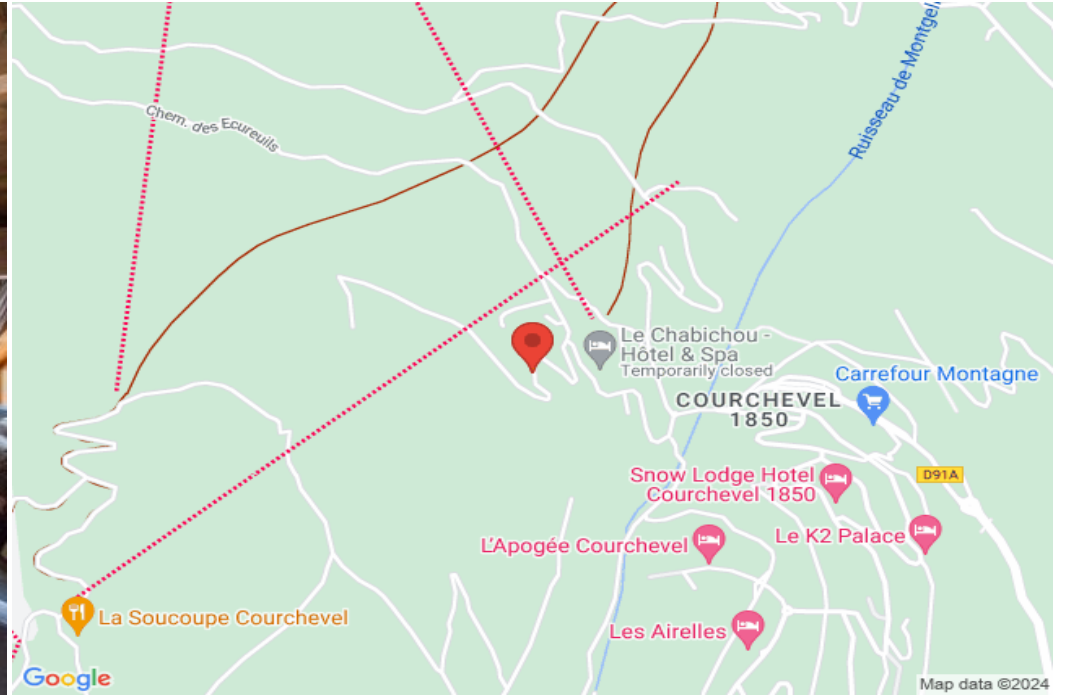 Ruisseau de Montgel
Chem. des Ecureuils
Le Chabichou -
Hôtel & Spa
Temporarily closed
Carrefour Montagne
COURCHEVEL
1850
D91A
Snow Lodge Hotel
Courchevel 1850
Le K2 Palace
L'Apogée Courchevel
La Soucoupe Courchevel
Les Airelles
Google
Map data ©2024